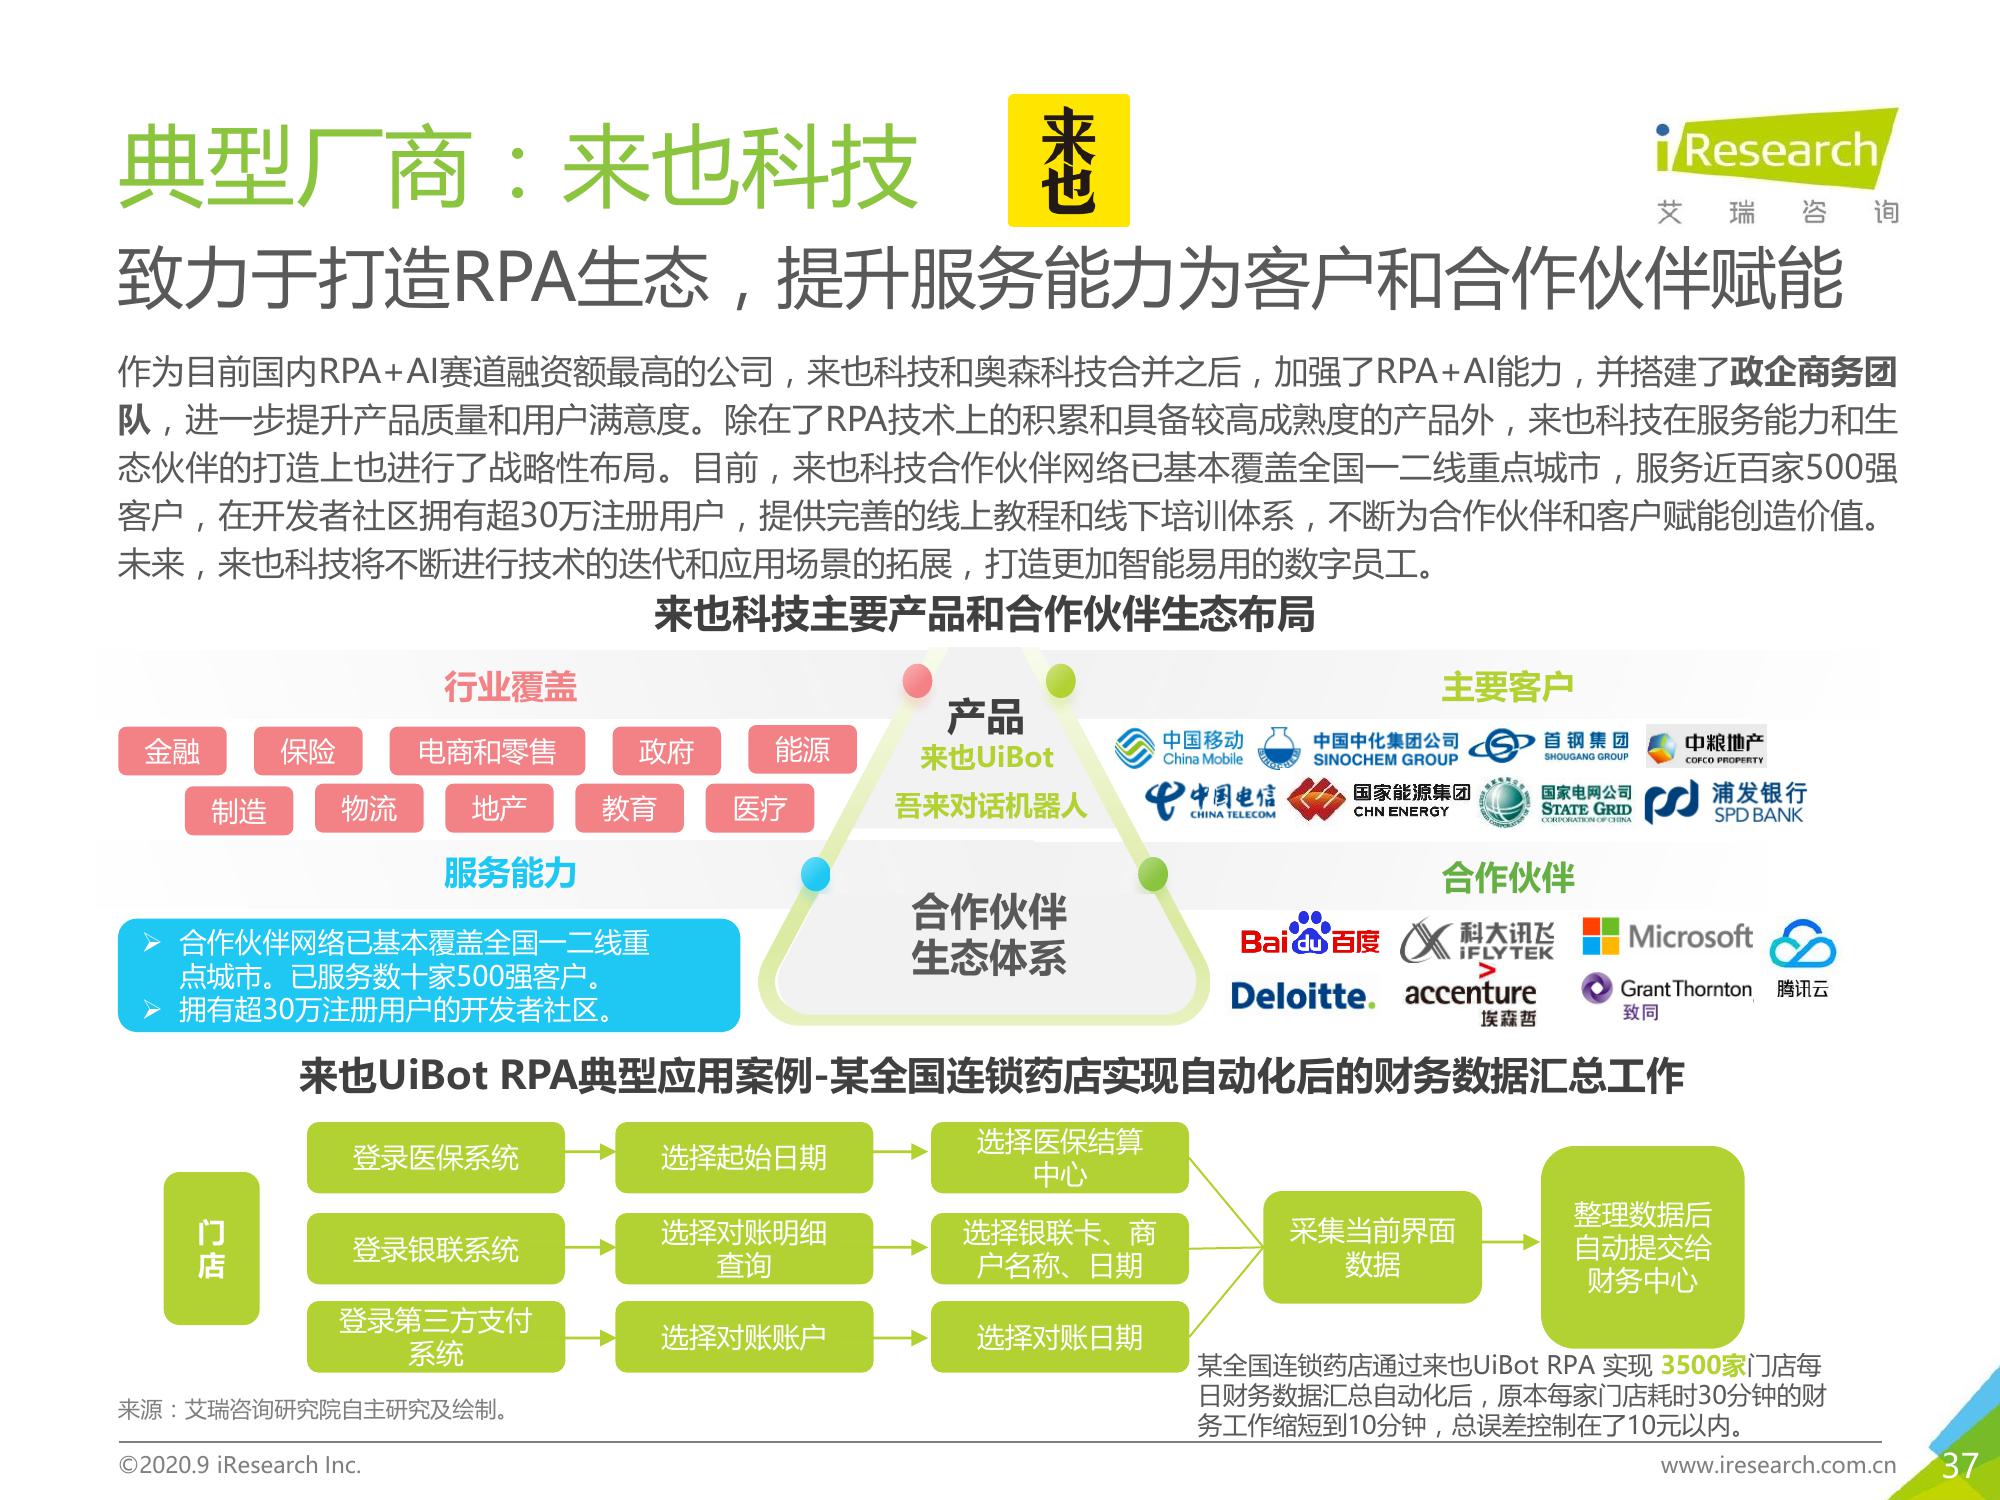 典型厂商：来也科技
来也
iResearch
艾瑞咨询
致力于打造RPA生态，提升服务能力为客户和合作伙伴赋能
作为目前国内RPA+AI赛道融资额最高的公司，来也科技和奥森科技合并之后，加强了RPA+AI能力，并搭建了政企商务团
队，进一步提升产品质量和用户满意度。除在了RPA技术上的积累和具备较高成熟度的产品外，来也科技在服务能力和生
态伙伴的打造上也进行了战略性布局。目前，来也科技合作伙伴网络已基本覆盖全国一二线重点城市，服务近百家500强
客户，在开发者社区拥有超30万注册用户，提供完善的线上教程和线下培训体系，不断为合作伙伴和客户赋能创造价值。
未来，来也科技将不断进行技术的迭代和应用场景的拓展，打造更加智能易用的数字员工。
来也科技主要产品和合作伙伴生态布局
行业覆盖
金融 保险 电商和零售 政府 能源
制造 物流 地产 教育 医疗
服务能力
➢ 合作伙伴网络已基本覆盖全国一二线重
点城市。已服务数十家500强客户。
➢ 拥有超30万注册用户的开发者社区。
产品
来也UiBot
吾来对话机器人
合作伙伴
生态体系
主要客户
中国移动 China Mobile
中国中化集团公司 SINOCHEM GROUP
首钢集团 SHOUGANG GROUP
中粮地产 COFCO PROPERTY
中国电信 CHINA TELECOM
国家能源集团 CHN ENERGY
国家电网公司 STATE GRID CORPORATION OF CHINA
浦发银行 SPD BANK
合作伙伴
Bai du 百度
科大讯飞 iFLYTEK
Microsoft
腾讯云
Deloitte.
accenture 埃森哲
GrantThornton 致同
来也UiBot RPA典型应用案例-某全国连锁药店实现自动化后的财务数据汇总工作
门
店
登录医保系统
选择起始日期
选择医保结算
中心
登录银联系统
选择对账明细
查询
选择银联卡、商
户名称、日期
登录第三方支付
系统
选择对账账户
选择对账日期
采集当前界面
数据
整理数据后
自动提交给
财务中心
某全国连锁药店通过来也UiBot RPA 实现 3500家门店每
日财务数据汇总自动化后，原本每家门店耗时30分钟的财
务工作缩短到10分钟，总误差控制在了10元以内。
来源：艾瑞咨询研究院自主研究及绘制。
©2020.9 iResearch Inc.
www.iresearch.com.cn
37